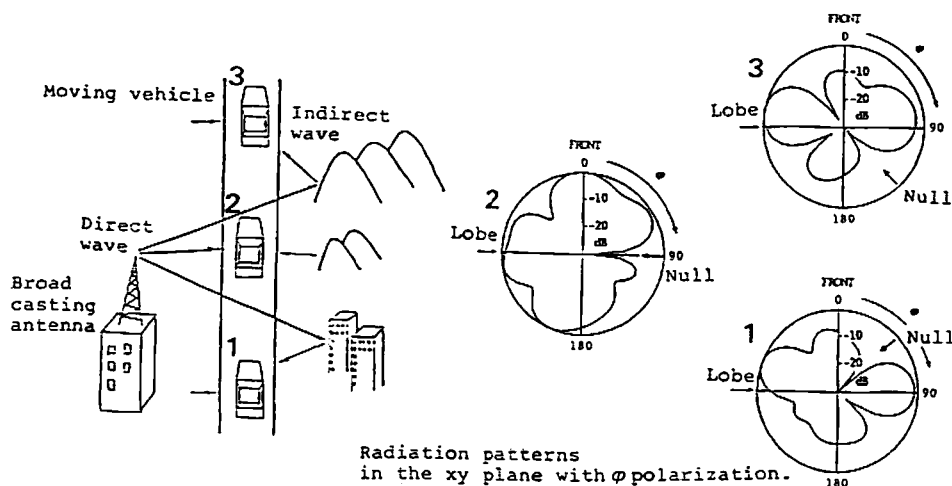 Moving vehicle
3
Indirect
wave
2
Direct
wave
Broad
casting
antenna
1
3
FRONT
0
φ
-10
-20
dB
Lobe
90
Null
180
2
FRONT
0
φ
-10
-20
dB
Lobe
90
Null
180
1
FRONT
0
φ
-10
-20
dB
Null
Lobe
90
180
Radiation patterns
in the xy plane with φ polarization.